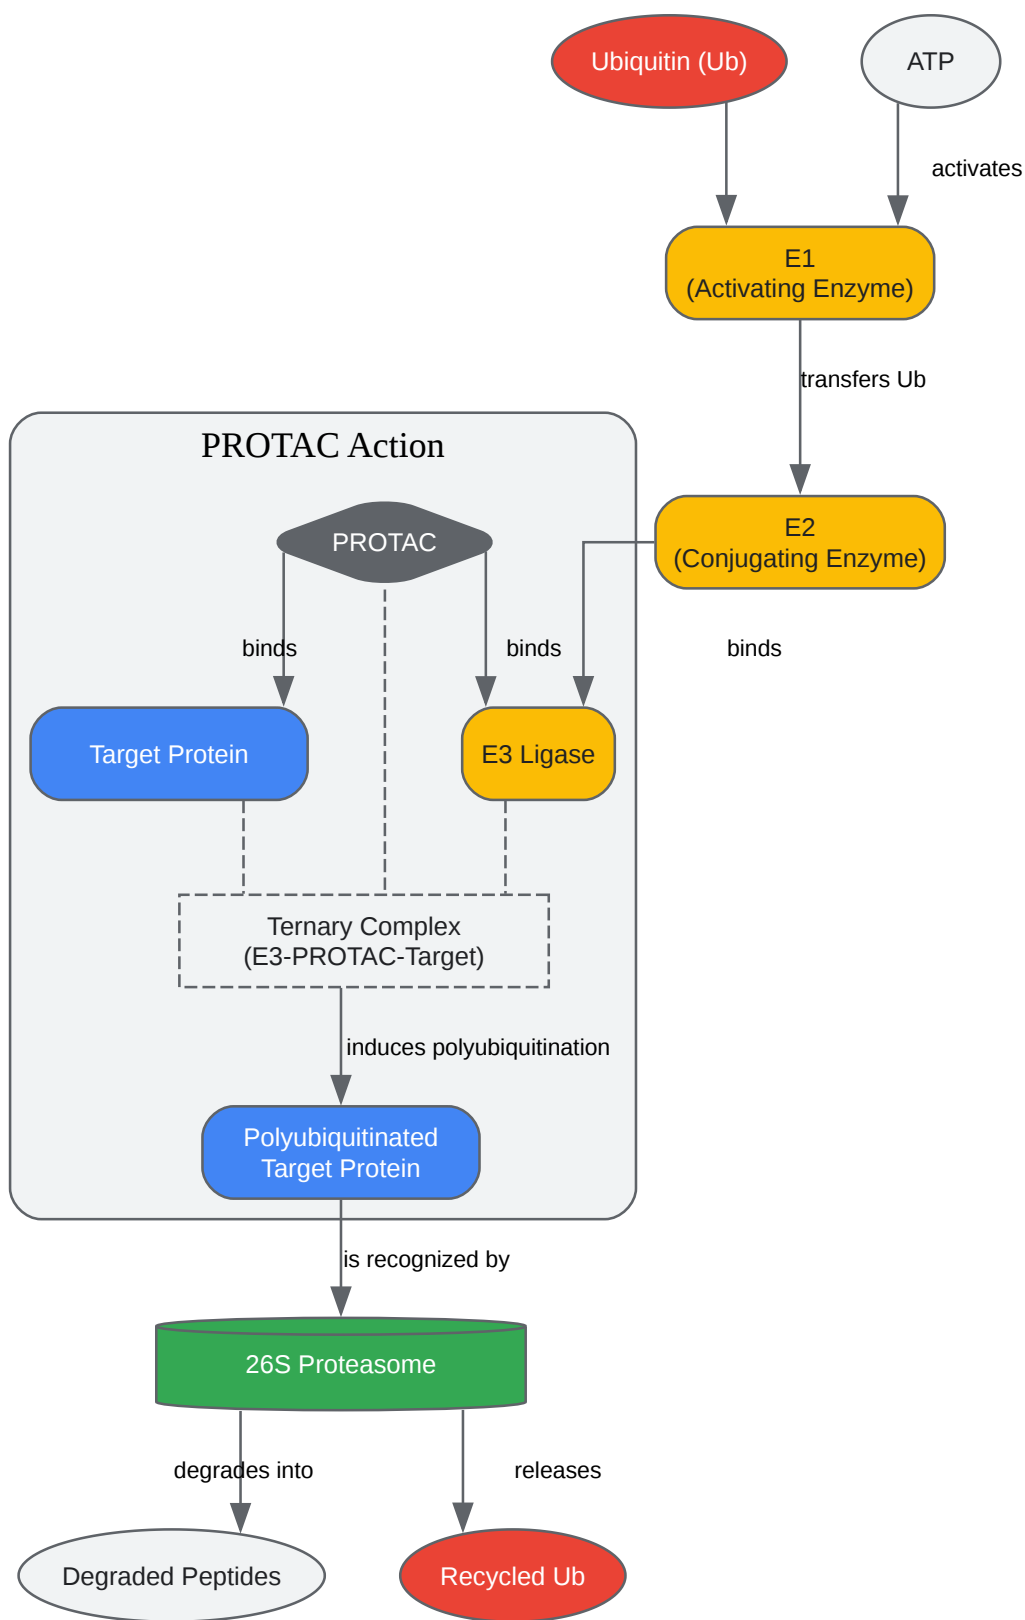 Ubiquitin (Ub)
ATP
activates
E1
(Activating Enzyme)
transfers Ub
PROTAC Action
PROTAC
E2
(Conjugating Enzyme)
binds
binds
binds
Target Protein
E3 Ligase
Ternary Complex
(E3-PROTAC-Target)
induces polyubiquitination
Polyubiquitinated
Target Protein
is recognized by
26S Proteasome
degrades into
releases
Degraded Peptides
Recycled Ub